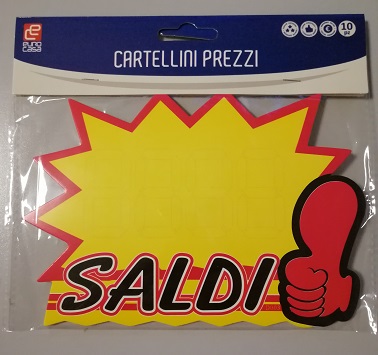 euro
casa
CARTELLINI PREZZI
10
pz
SALDI